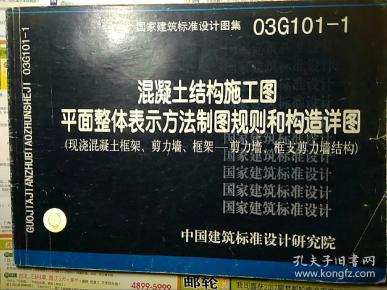 国家建筑标准设计图集 03G101-1
混凝土结构施工图
平面整体表示方法制图规则和构造详图
(现浇混凝土框架、剪力墙、框架—剪力墙、框支剪力墙结构)
国家建筑标准设计
国家建筑标准设计
国家建筑标准设计
国家建筑标准设计
中国建筑标准设计研究院
GUOJIAJIANZHUBIAOZHUNSHEJI 03G101-1
4899-5999
邮轮
孔夫子旧书网